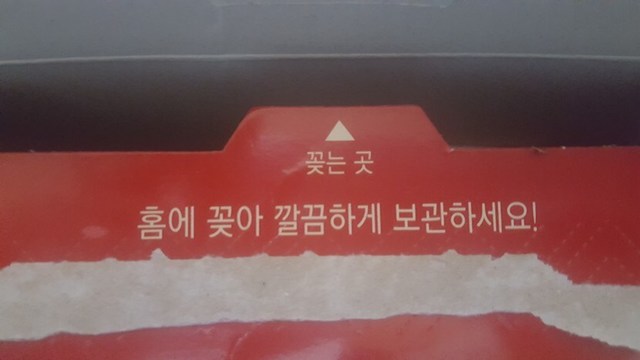 ▲
꽂는 곳
홈에 꽂아 깔끔하게 보관하세요!